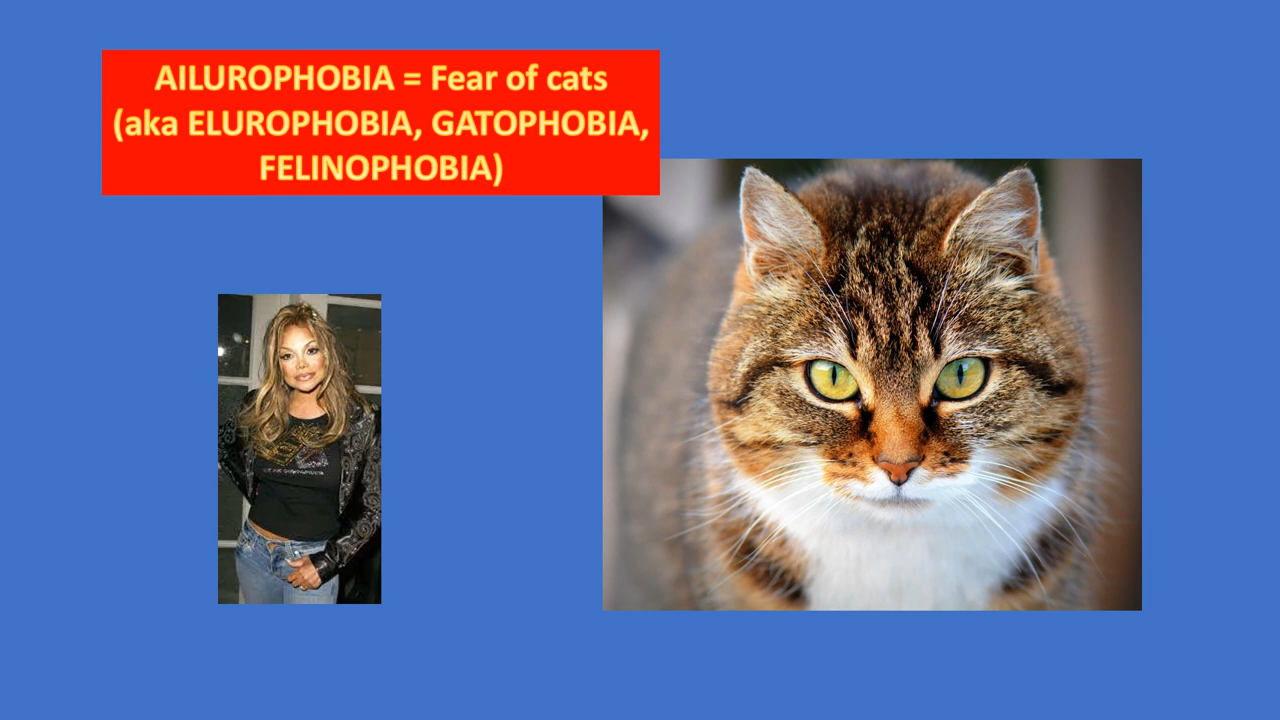 AILUROPHOBIA = Fear of cats
(aka ELUROPHOBIA, GATOPHOBIA,
FELINOPHOBIA)